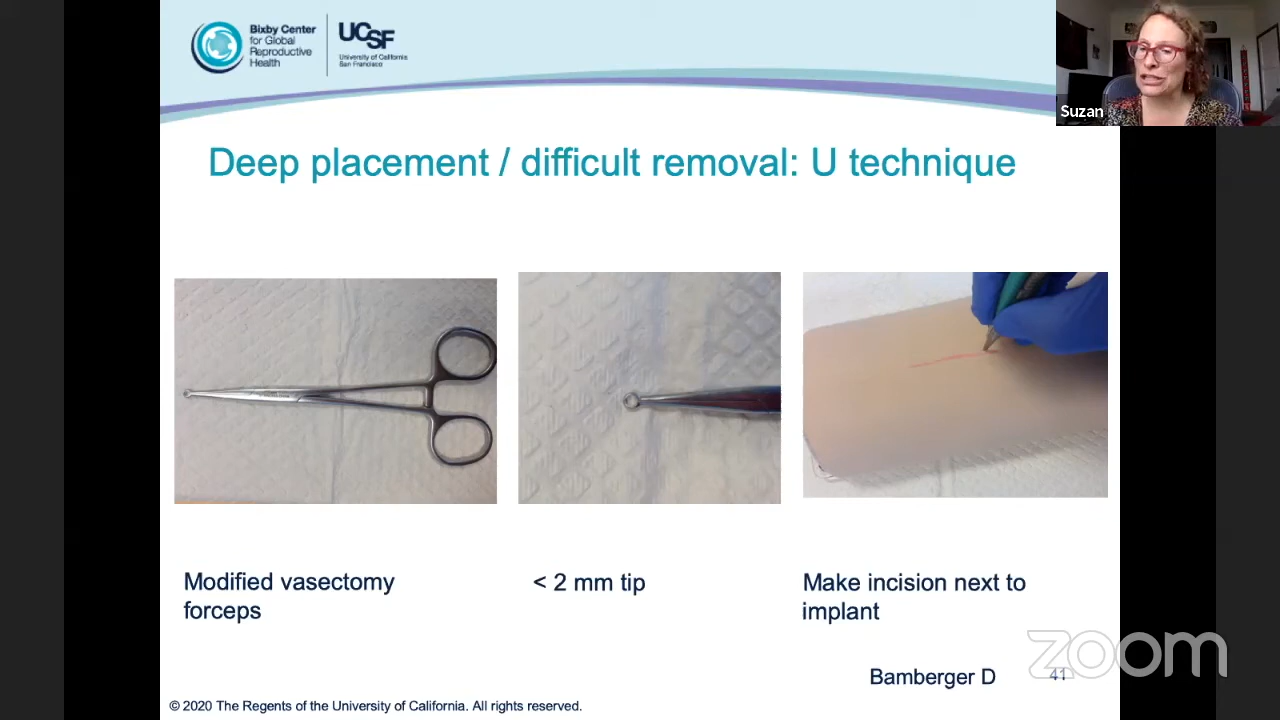 Bixby Center
for Global
Reproductive
Health
UCSF
University of California
San Francisco
Suzan
Deep placement / difficult removal: U technique
Modified vasectomy
forceps
< 2 mm tip
Make incision next to
implant
Bamberger D
41
zoom
© 2020 The Regents of the University of California. All rights reserved.